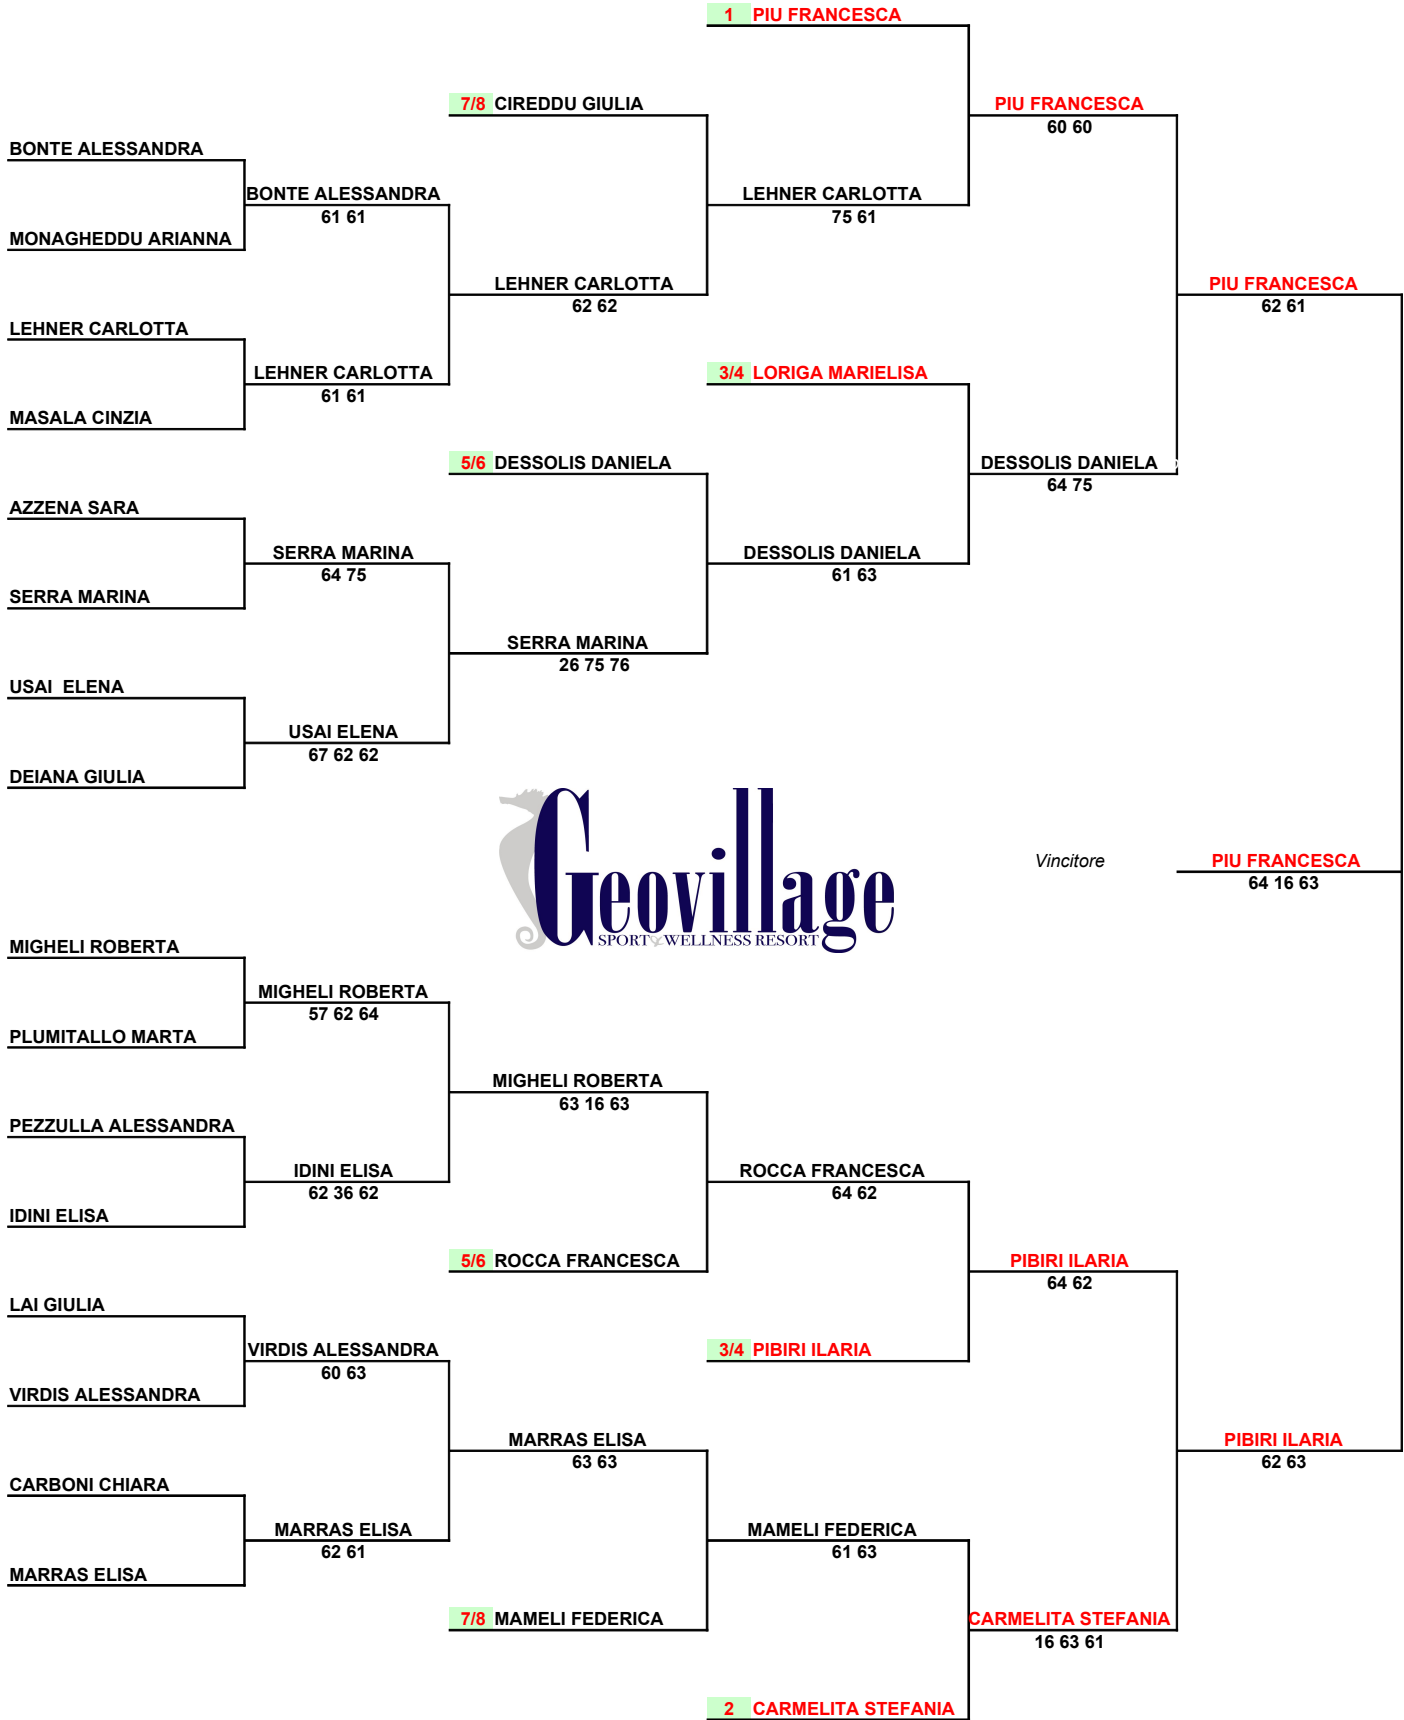 1 PIU FRANCESCA
7/8 CIREDDU GIULIA
PIU FRANCESCA
60 60
BONTE ALESSANDRA
BONTE ALESSANDRA
61 61
LEHNER CARLOTTA
75 61
MONAGHEDDU ARIANNA
LEHNER CARLOTTA
62 62
PIU FRANCESCA
62 61
LEHNER CARLOTTA
LEHNER CARLOTTA
61 61
3/4 LORIGA MARIELISA
MASALA CINZIA
5/6 DESSOLIS DANIELA
DESSOLIS DANIELA
64 75
AZZENA SARA
SERRA MARINA
64 75
DESSOLIS DANIELA
61 63
SERRA MARINA
SERRA MARINA
26 75 76
USAI  ELENA
USAI ELENA
67 62 62
DEIANA GIULIA
Geovillage
SPORT & WELLNESS RESORT
Vincitore
PIU FRANCESCA
64 16 63
MIGHELI ROBERTA
MIGHELI ROBERTA
57 62 64
PLUMITALLO MARTA
MIGHELI ROBERTA
63 16 63
PEZZULLA ALESSANDRA
IDINI ELISA
62 36 62
ROCCA FRANCESCA
64 62
IDINI ELISA
5/6 ROCCA FRANCESCA
PIBIRI ILARIA
64 62
LAI GIULIA
VIRDIS ALESSANDRA
60 63
3/4 PIBIRI ILARIA
VIRDIS ALESSANDRA
MARRAS ELISA
63 63
PIBIRI ILARIA
62 63
CARBONI CHIARA
MARRAS ELISA
62 61
MAMELI FEDERICA
61 63
MARRAS ELISA
7/8 MAMELI FEDERICA
CARMELITA STEFANIA
16 63 61
2 CARMELITA STEFANIA